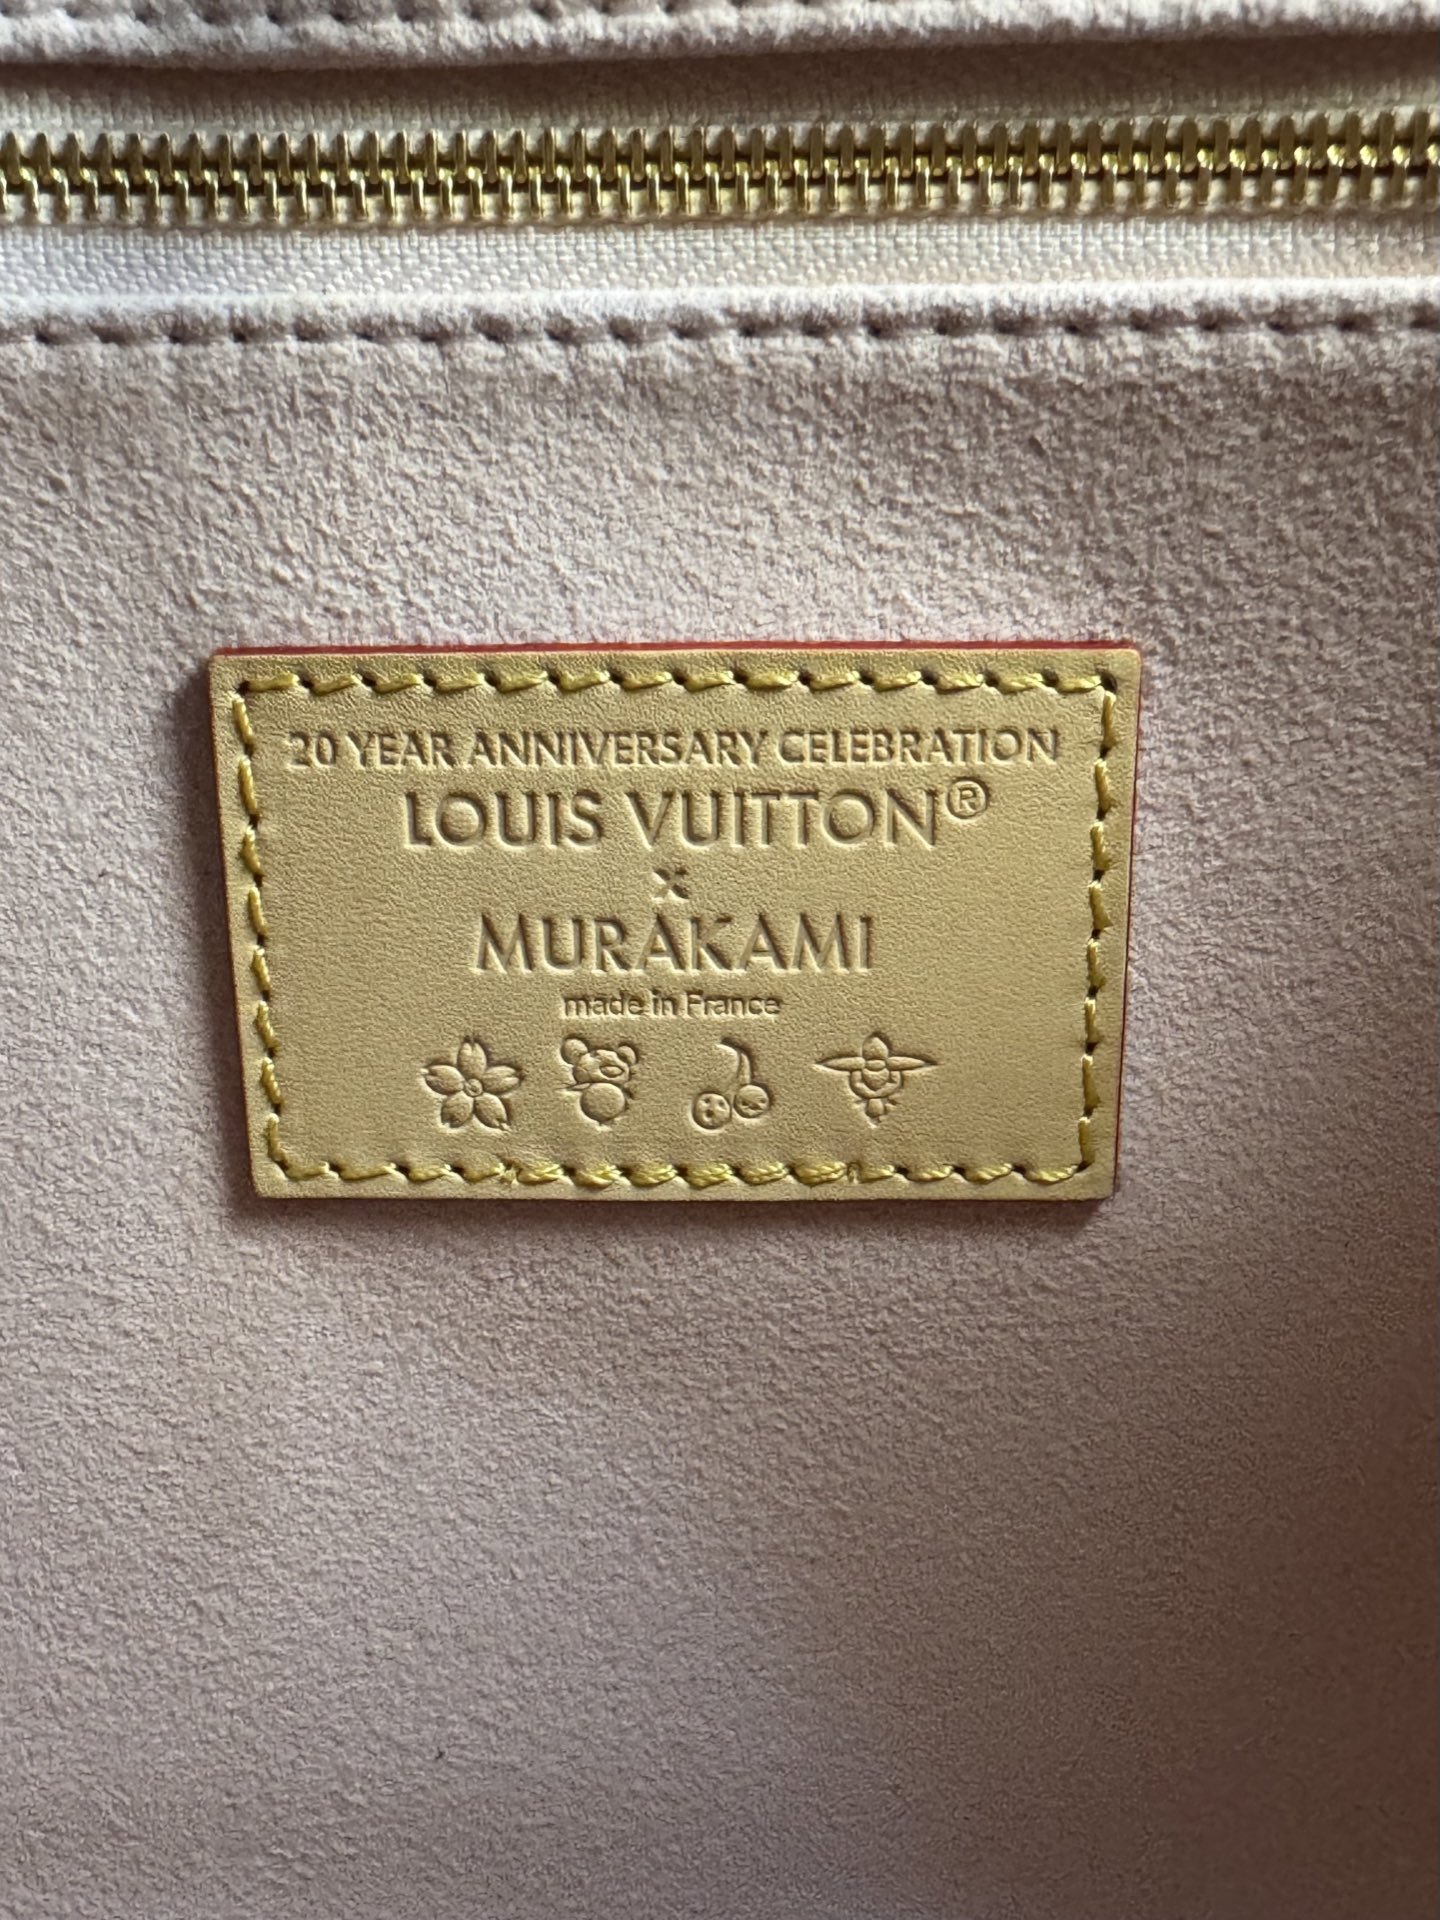 20 YEAR ANNIVERSARY CELEBRATION
LOUIS VUITTON®
×
MURAKAMI
made in France